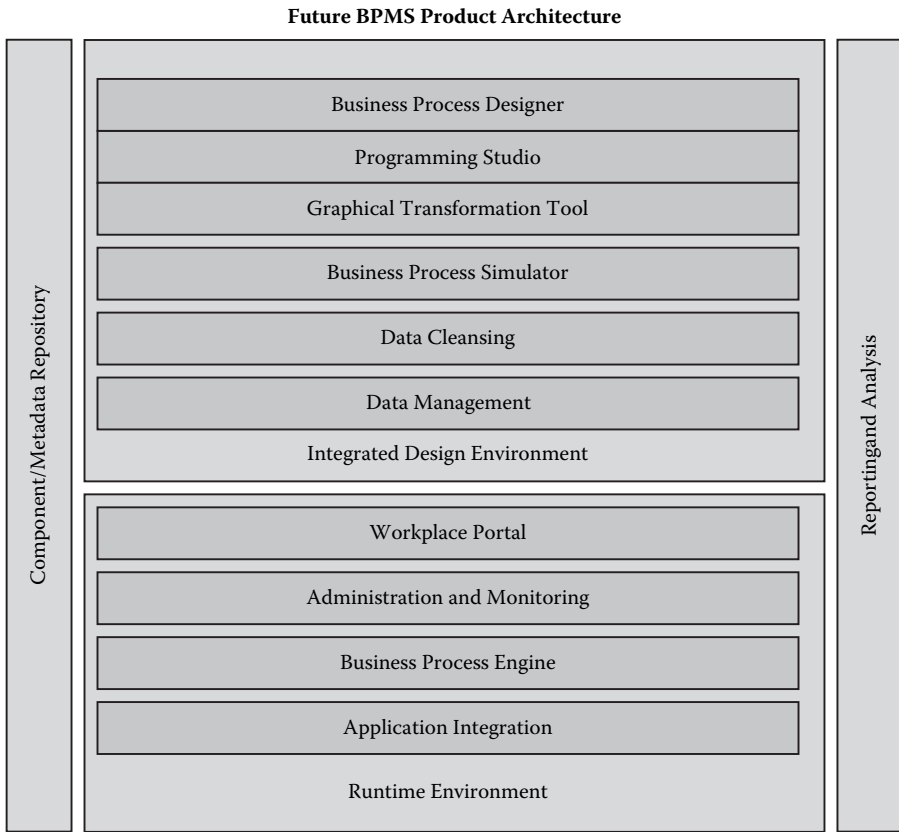 Future BPMS Product Architecture
Component/Metadata Repository
Business Process Designer
Programming Studio
Graphical Transformation Tool
Business Process Simulator
Data Cleansing
Data Management
Integrated Design Environment
Workplace Portal
Administration and Monitoring
Business Process Engine
Application Integration
Runtime Environment
Reportingand Analysis